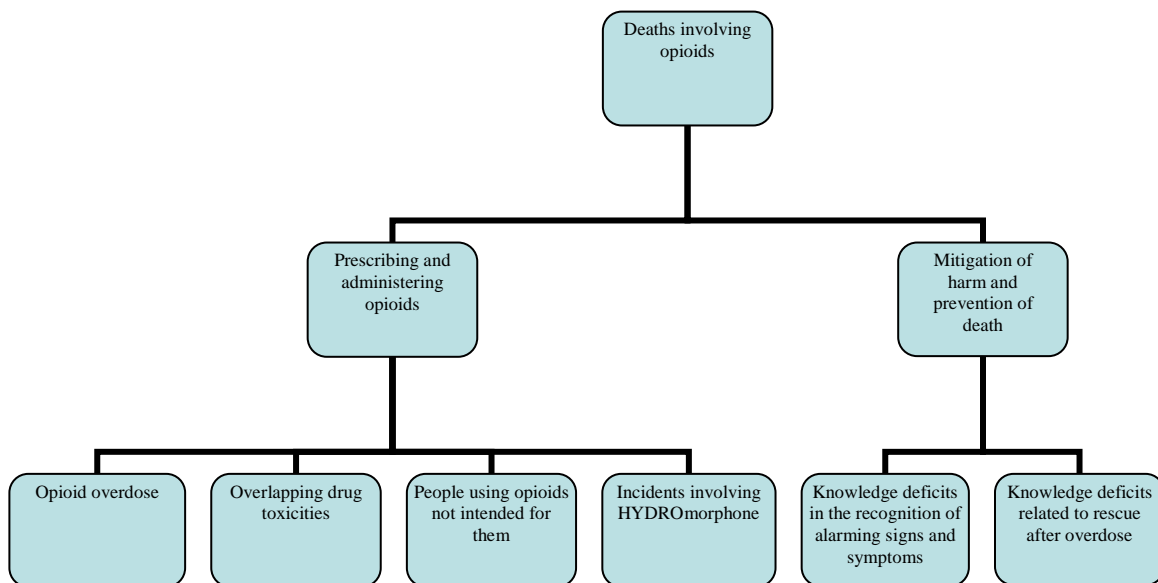 Deaths involving
opioids
Prescribing and
administering
opioids
Mitigation of
harm and
prevention of
death
Opioid overdose
Overlapping drug
toxicities
People using opioids
not intended for
them
Incidents involving
HYDROmorphone
Knowledge deficits
in the recognition of
alarming signs and
symptoms
Knowledge deficits
related to rescue
after overdose